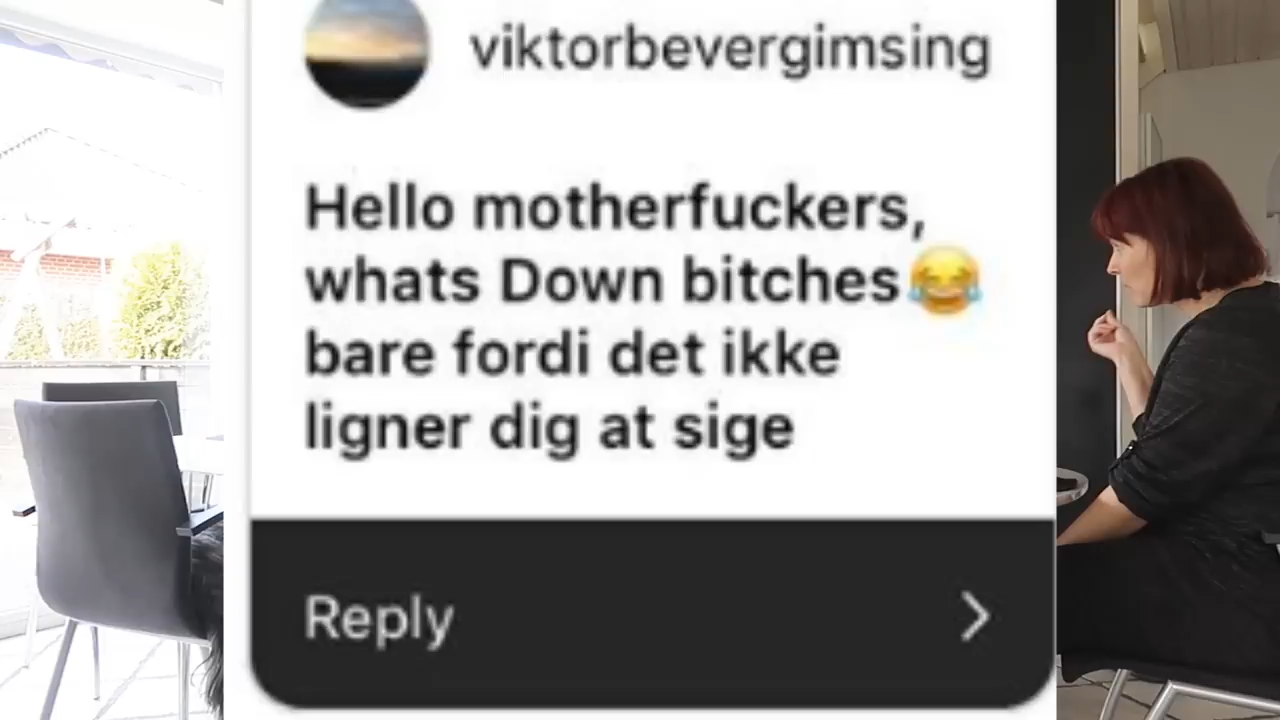 viktorbevergimsing
Hello motherfuckers,
whats Down bitches😂
bare fordi det ikke
ligner dig at sige
Reply